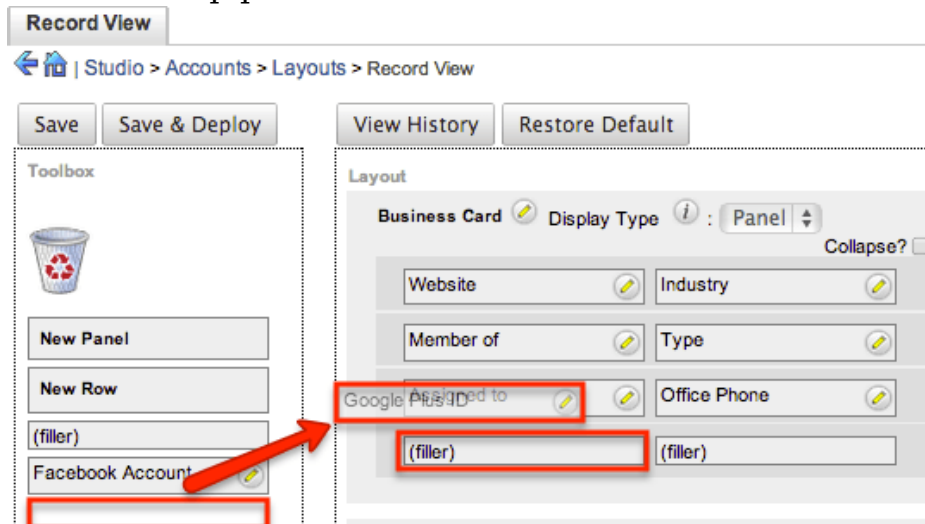 Record View
| Studio > Accounts > Layouts > Record View
Save
Save & Deploy
View History
Restore Default
Toolbox
New Panel
New Row
(filler)
Facebook Account
Layout
Business Card Display Type i : Panel
Collapse?
Website
Industry
Member of
Type
Assigned to
Google Plus ID
Office Phone
(filler)
(filler)